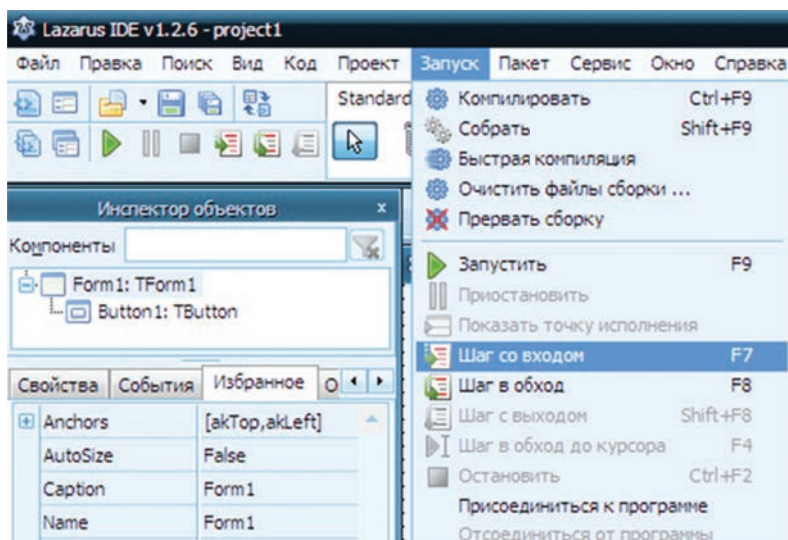 Lazarus IDE v1.2.6 - project1
Файл Правка Поиск Вид Код Проект Запуск Пакет Сервис Окно Справка
Standard
Компилировать Ctrl+F9
Собрать Shift+F9
Быстрая компиляция
Очистить файлы сборки ...
Прервать сборку
Запустить F9
Приостановить
Показать точку исполнения
Шаг со входом F7
Шаг в обход F8
Шаг с выходом Shift+F8
Шаг в обход до курсора F4
Остановить Ctrl+F2
Присоединиться к программе
Отсоединиться от программы
Инспектор объектов x
Компоненты
Form1: TForm1
Button1: TButton
Свойства События Избранное О
Anchors [akTop,akLeft]
AutoSize False
Caption Form1
Name Form1